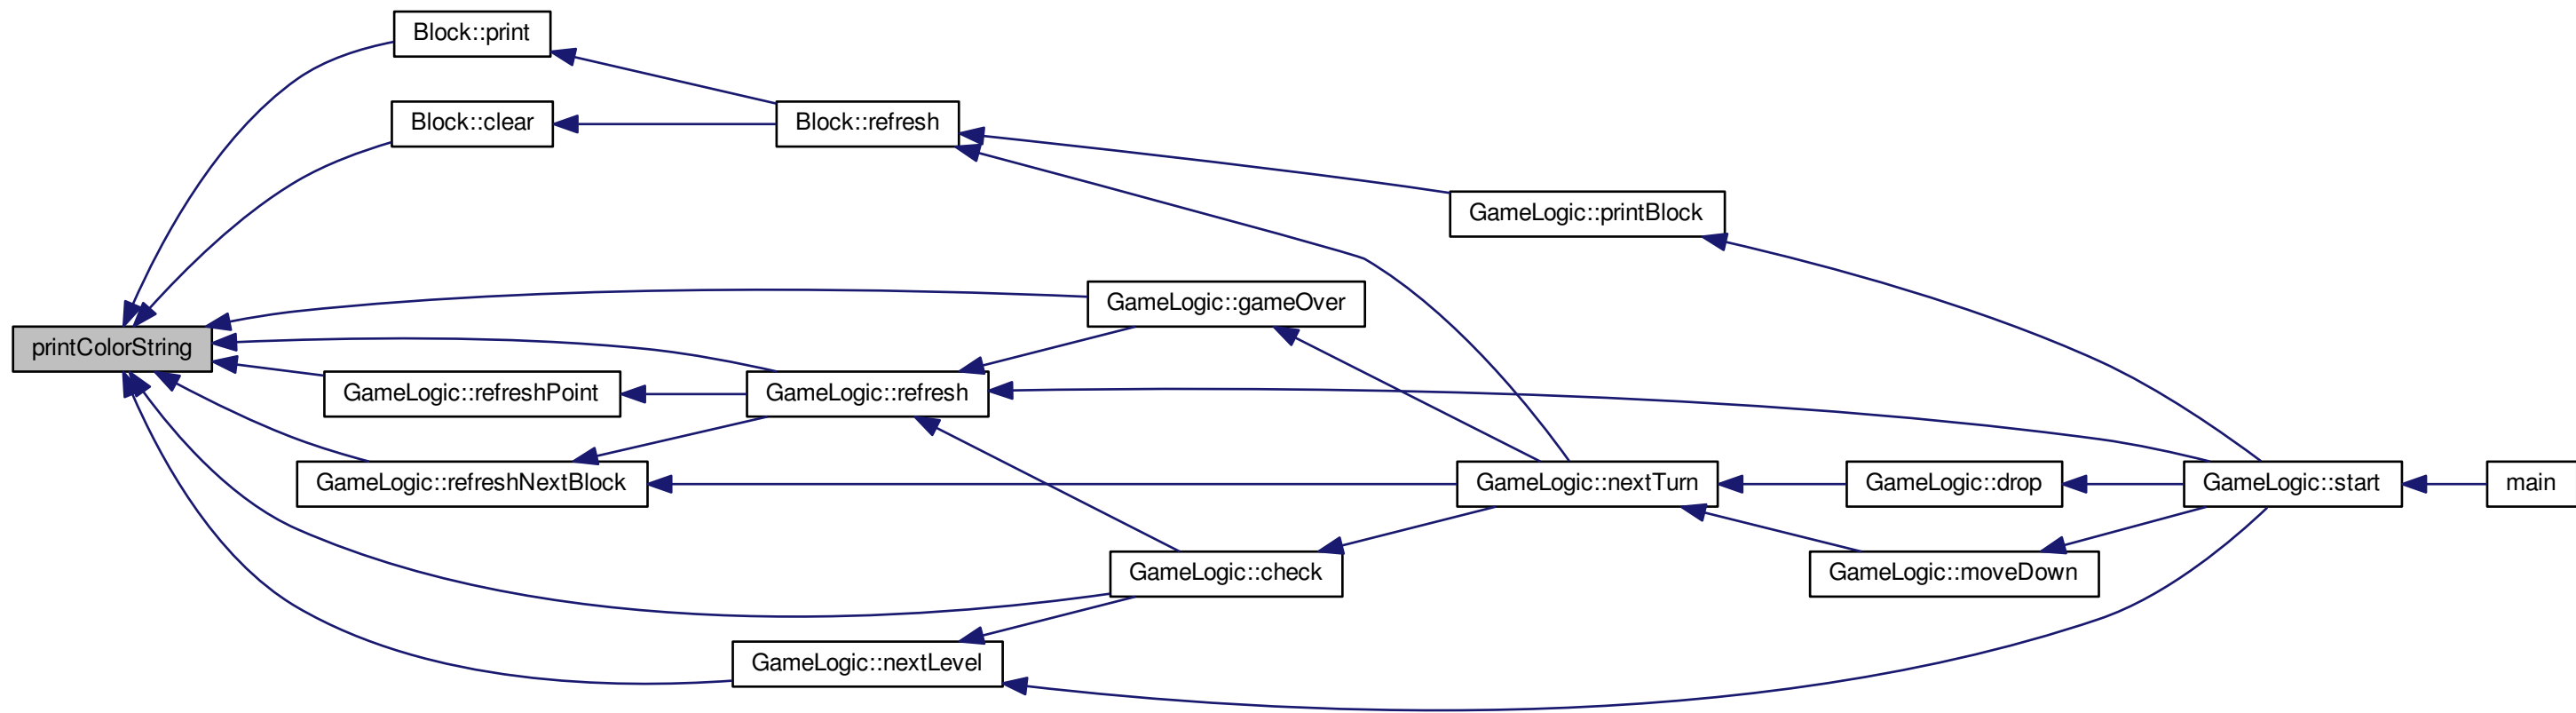 Block::print
Block::clear
Block::refresh
GameLogic::printBlock
GameLogic::gameOver
printColorString
GameLogic::refreshPoint
GameLogic::refresh
GameLogic::refreshNextBlock
GameLogic::nextTurn
GameLogic::drop
GameLogic::start
main
GameLogic::check
GameLogic::moveDown
GameLogic::nextLevel